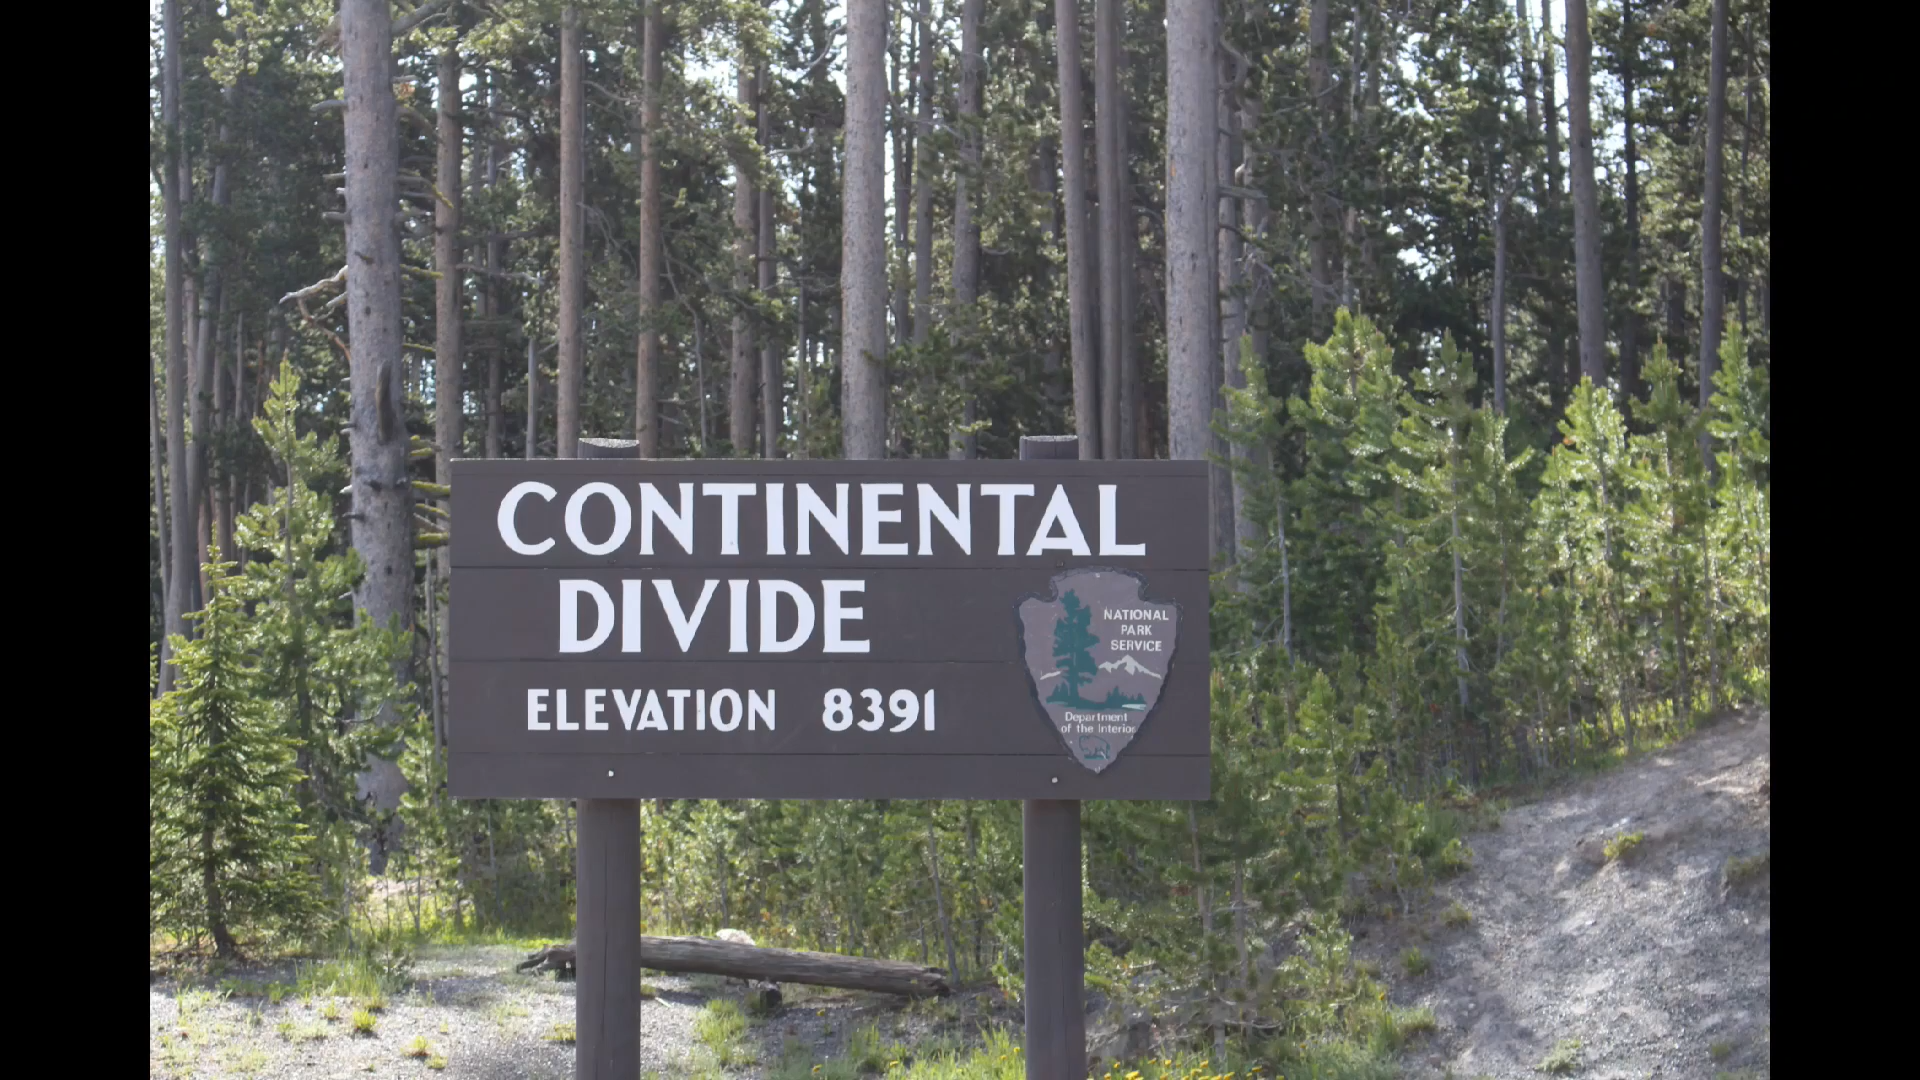 CONTINENTAL
DIVIDE
ELEVATION 8391
NATIONAL
PARK
SERVICE
Department
of the Interior